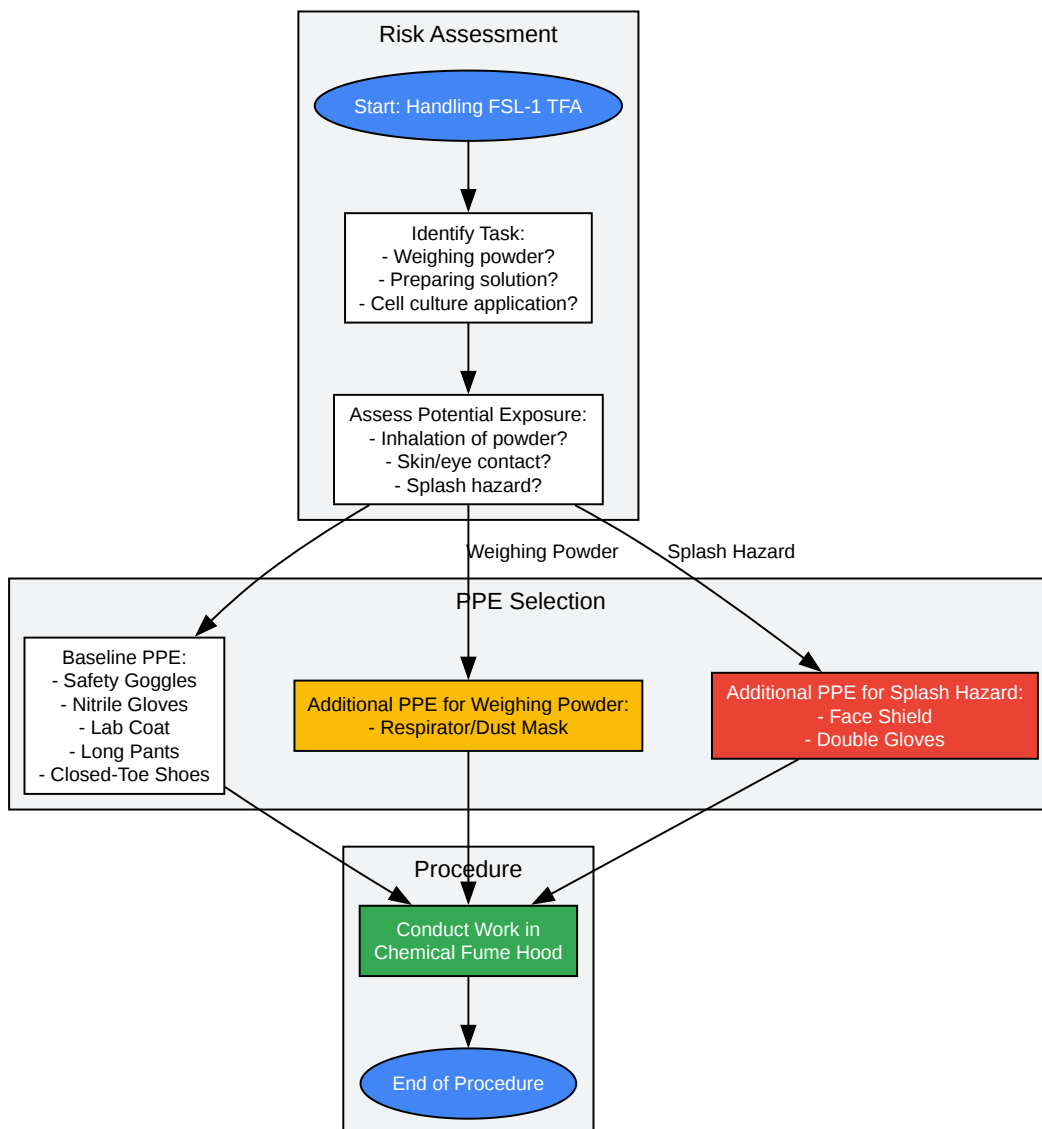 Risk Assessment
Start: Handling FSL-1 TFA
Identify Task:
- Weighing powder?
- Preparing solution?
- Cell culture application?
Assess Potential Exposure:
- Inhalation of powder?
- Skin/eye contact?
- Splash hazard?
Weighing Powder
Splash Hazard
PPE Selection
Baseline PPE:
- Safety Goggles
- Nitrile Gloves
- Lab Coat
- Long Pants
- Closed-Toe Shoes
Additional PPE for Weighing Powder:
- Respirator/Dust Mask
Additional PPE for Splash Hazard:
- Face Shield
- Double Gloves
Procedure
Conduct Work in
Chemical Fume Hood
End of Procedure